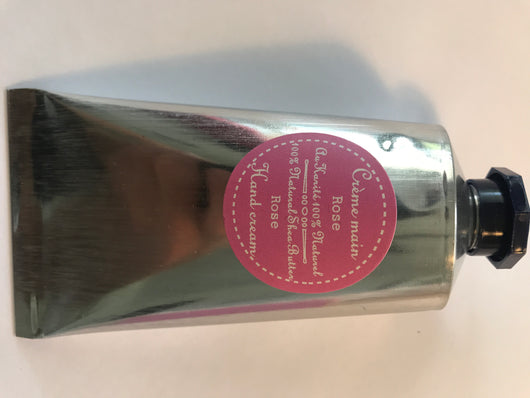 Crème main
Rose
Au Karité 100% Naturel
100% Natural Shea Butter
Rose
Hand cream